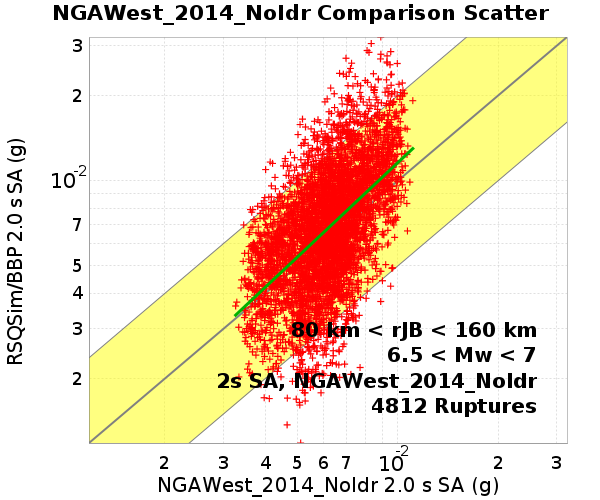 NGAWest_2014_NoIdr Comparison Scatter
3
2
10-2
7
5
4
3
2
RSQSim/BBP 2.0 s SA (g)
80 km < rJB < 160 km
6.5 < Mw < 7
2s SA, NGAWest_2014_NoIdr
4812 Ruptures
2 3 4 5 6 7 10-2 2 3
NGAWest_2014_NoIdr 2.0 s SA (g)